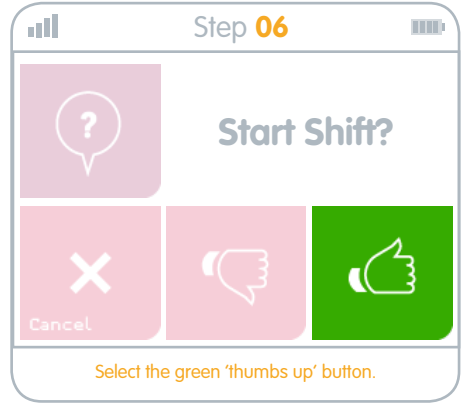 Step 06
?
Start Shift?
Cancel
Select the green 'thumbs up' button.